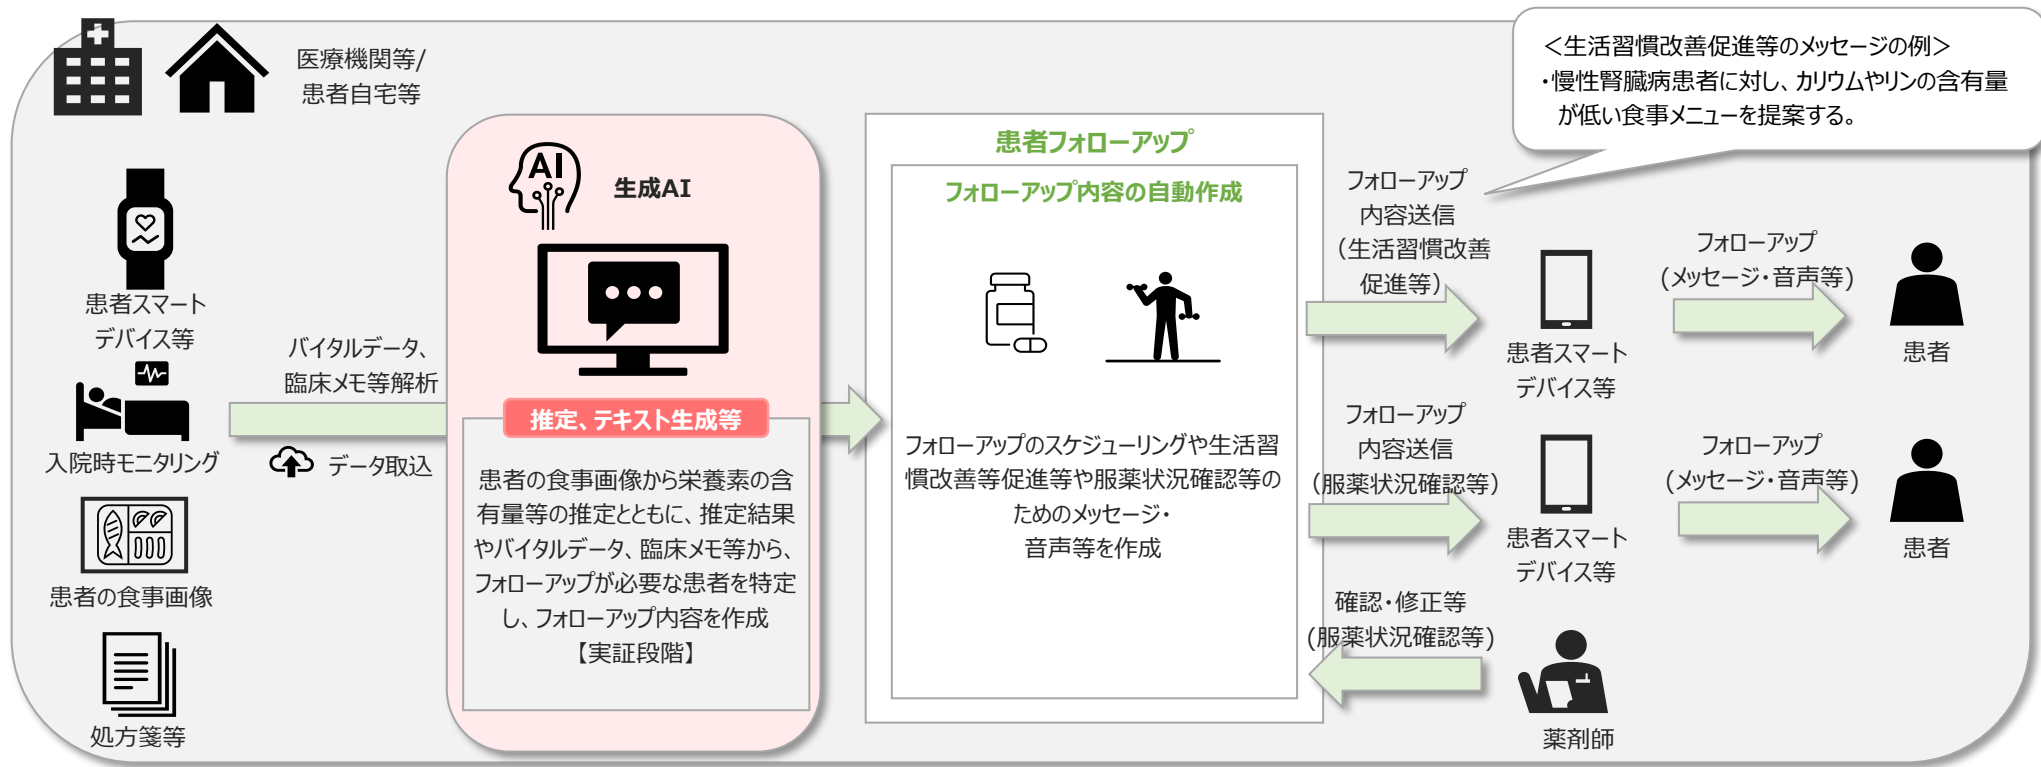 医療機関等/
患者自宅等
患者スマート
デバイス等
入院時モニタリング
患者の食事画像
処方箋等
バイタルデータ、
臨床メモ等解析
データ取込
AI
生成AI
推定、テキスト生成等
患者の食事画像から栄養素の含
有量等の推定とともに、推定結果
やバイタルデータ、臨床メモ等から、
フォローアップが必要な患者を特定
し、フォローアップ内容を作成
【実証段階】
患者フォローアップ
フォローアップ内容の自動作成
フォローアップのスケジューリングや生活習
慣改善等促進等や服薬状況確認等の
ためのメッセージ・
音声等を作成
＜生活習慣改善促進等のメッセージの例＞
・慢性腎臓病患者に対し、カリウムやリンの含有量
が低い食事メニューを提案する。
フォローアップ
内容送信
（生活習慣改善
促進等）
患者スマート
デバイス等
フォローアップ
(メッセージ・音声等)
患者
フォローアップ
内容送信
(服薬状況確認等)
患者スマート
デバイス等
フォローアップ
(メッセージ・音声等)
患者
確認・修正等
(服薬状況確認等)
薬剤師